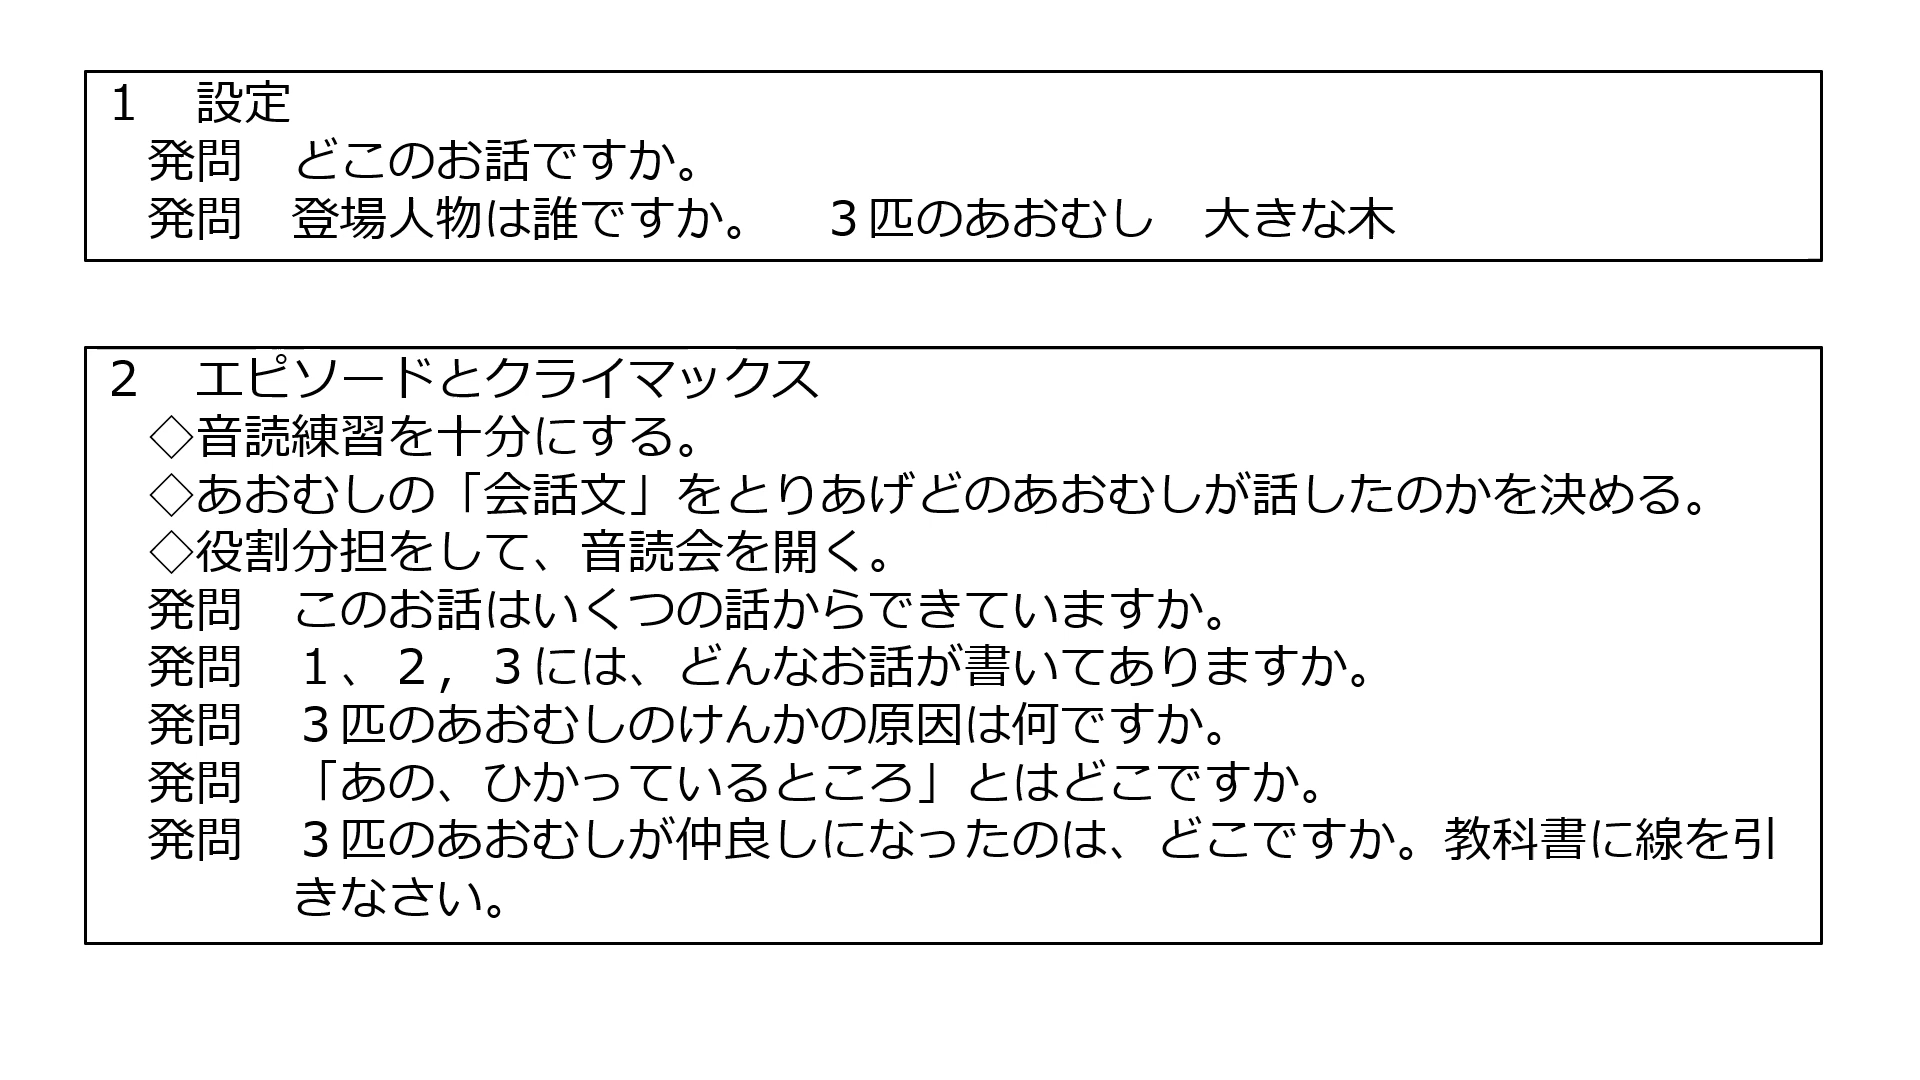 １　設定
発問　どこのお話ですか。
発問　登場人物は誰ですか。　３匹のあおむし　大きな木
２　エピソードとクライマックス
◇音読練習を十分にする。
◇あおむしの「会話文」をとりあげどのあおむしが話したのかを決める。
◇役割分担をして、音読会を開く。
発問　このお話はいくつの話からできていますか。
発問　１、２，３には、どんなお話が書いてありますか。
発問　３匹のあおむしのけんかの原因は何ですか。
発問　「あの、ひかっているところ」とはどこですか。
発問　３匹のあおむしが仲良しになったのは、どこですか。教科書に線を引
きなさい。